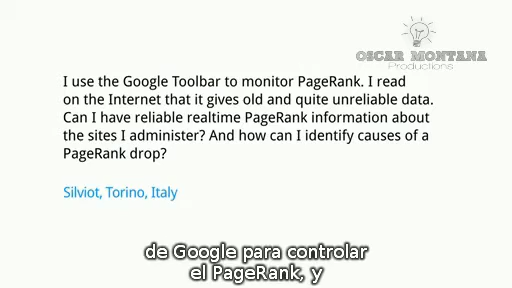 OSCAR MONTANA
Productions
I use the Google Toolbar to monitor PageRank. I read
on the Internet that it gives old and quite unreliable data.
Can I have reliable realtime PageRank information about
the sites I administer? And how can I identify causes of a
PageRank drop?
Silviot, Torino, Italy
de Google para controlar
el PageRank, y